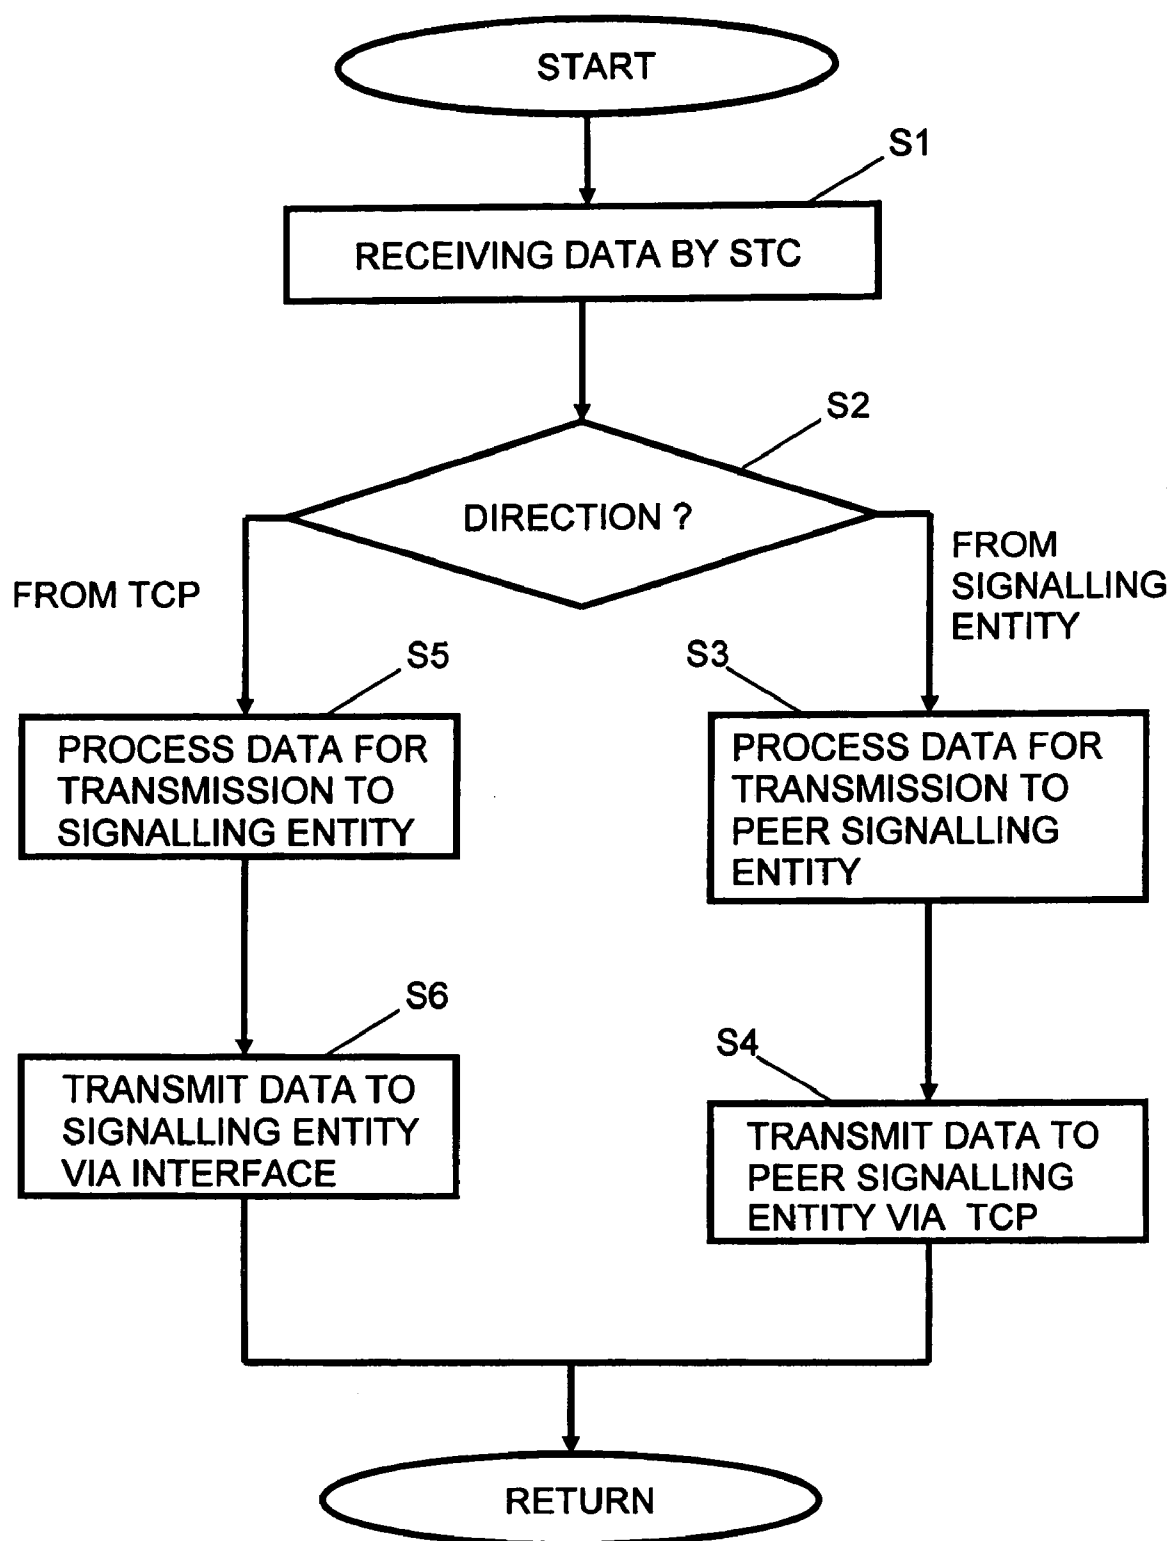 START
S1
RECEIVING DATA BY STC
S2
DIRECTION ?
FROM TCP
FROM
SIGNALLING
ENTITY
S5
S3
PROCESS DATA FOR
TRANSMISSION TO
SIGNALLING ENTITY
PROCESS DATA FOR
TRANSMISSION TO
PEER SIGNALLING
ENTITY
S6
S4
TRANSMIT DATA TO
SIGNALLING ENTITY
VIA INTERFACE
TRANSMIT DATA TO
PEER SIGNALLING
ENTITY VIA TCP
RETURN